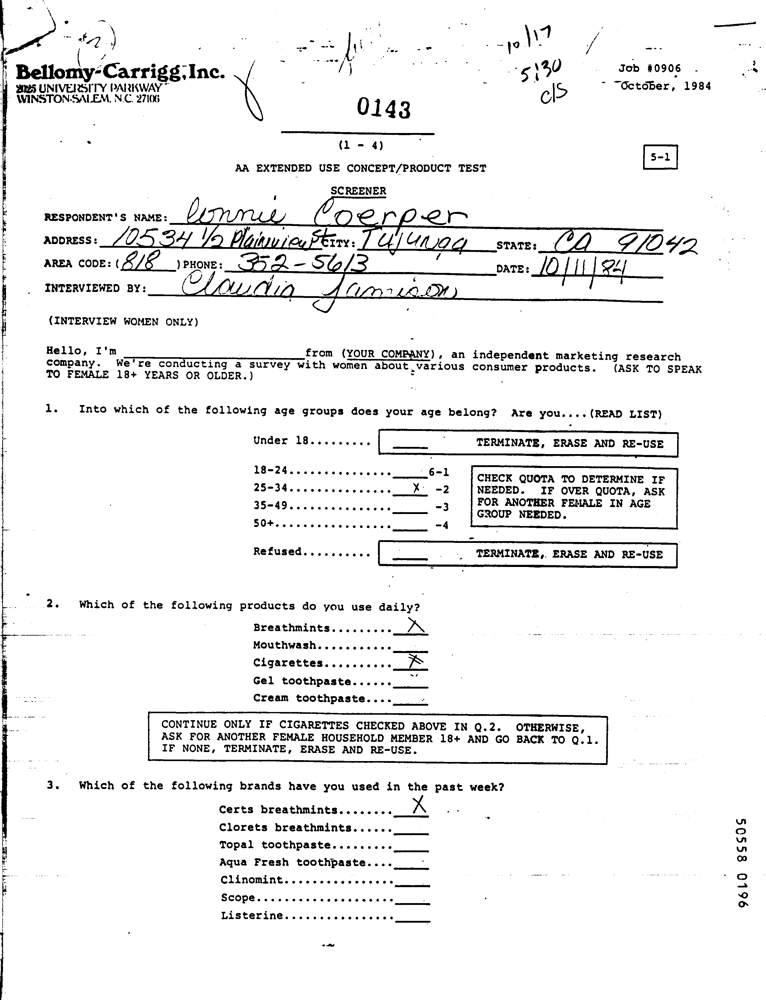 10/17
5:30
c/s
Bellomy-Carrigg, Inc.
2125 UNIVERSITY PARKWAY
WINSTON-SALEM, N.C. 27106
Job #0906
October, 1984
0143
(1 - 4)
5-1
AA EXTENDED USE CONCEPT/PRODUCT TEST
SCREENER
RESPONDENT'S NAME: Connie Coerper
ADDRESS: 10534 1/2 Plainview St CITY: Tujunga STATE: CA 91042
AREA CODE: (818 ) PHONE: 352-5613 DATE: 10/11/84
INTERVIEWED BY: Claudia Jamison
(INTERVIEW WOMEN ONLY)
Hello, I'm ____ from (YOUR COMPANY), an independent marketing research
company. We're conducting a survey with women about various consumer products. (ASK TO SPEAK
TO FEMALE 18+ YEARS OR OLDER.)
1. Into which of the following age groups does your age belong? Are you....(READ LIST)
Under 18......... ____ TERMINATE, ERASE AND RE-USE
18-24............... ____ 6-1
25-34............... X -2
35-49............... ____ -3
50+................. ____ -4
CHECK QUOTA TO DETERMINE IF
NEEDED. IF OVER QUOTA, ASK
FOR ANOTHER FEMALE IN AGE
GROUP NEEDED.
Refused.......... ____ TERMINATE, ERASE AND RE-USE
2. Which of the following products do you use daily?
Breathmints......... X
Mouthwash........... ____
Cigarettes.......... X
Gel toothpaste...... ____
Cream toothpaste.... ____
CONTINUE ONLY IF CIGARETTES CHECKED ABOVE IN Q.2. OTHERWISE,
ASK FOR ANOTHER FEMALE HOUSEHOLD MEMBER 18+ AND GO BACK TO Q.1.
IF NONE, TERMINATE, ERASE AND RE-USE.
3. Which of the following brands have you used in the past week?
Certs breathmints........ X
Clorets breathmints...... ____
Topal toothpaste......... ____
Aqua Fresh toothpaste.... ____
Clinomint................ ____
Scope.................... ____
Listerine................ ____
50558 0196